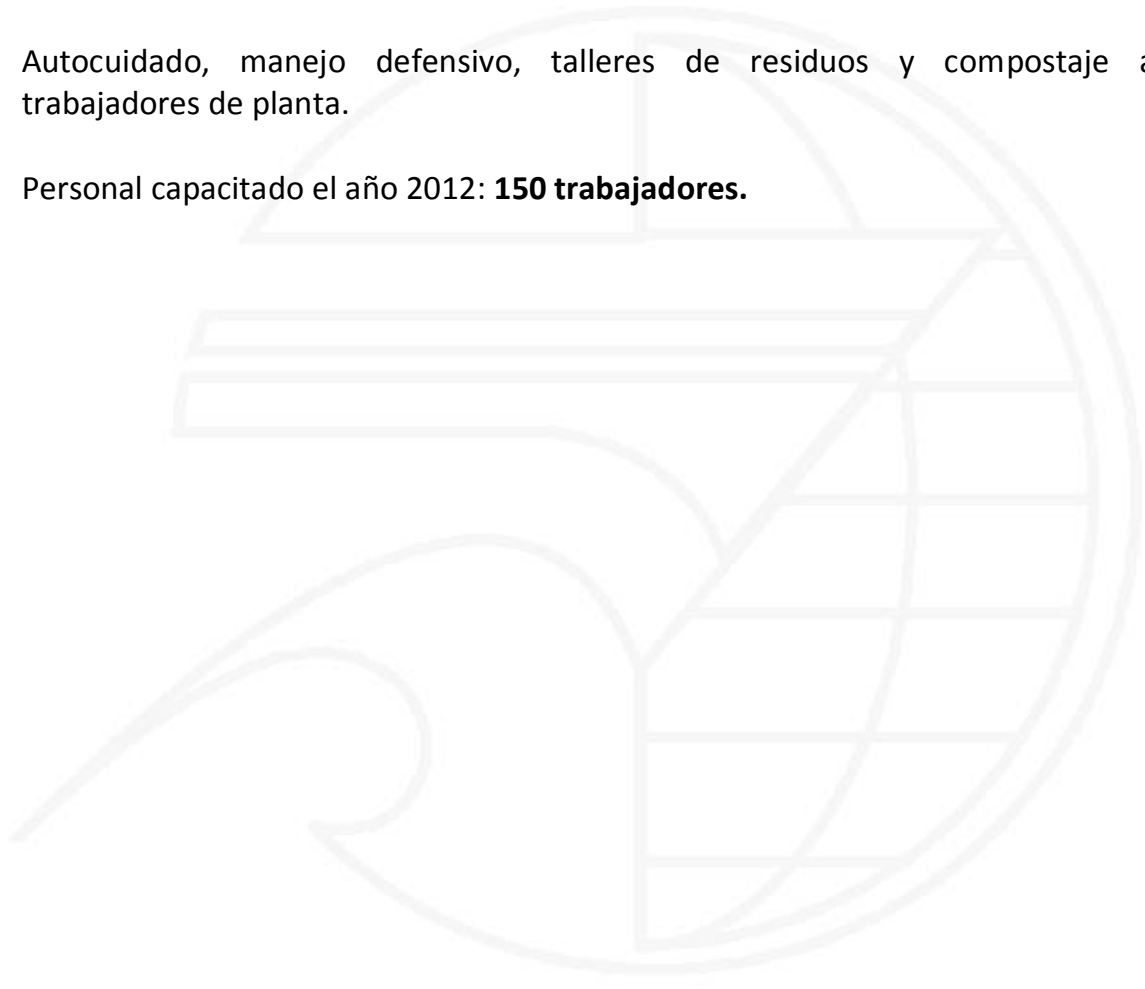 Autocuidado, manejo defensivo, talleres de residuos y compostaje a
trabajadores de planta.
Personal capacitado el año 2012: 150 trabajadores.